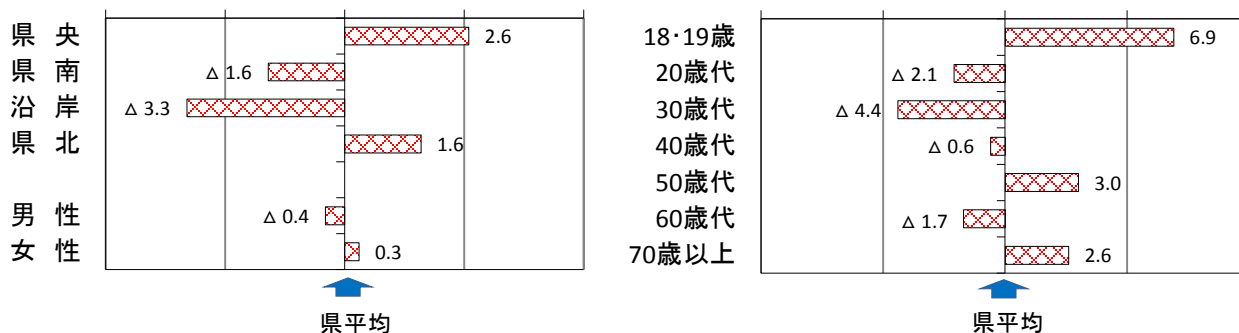 県 央 2.6
県 南 △ 1.6
沿 岸 △ 3.3
県 北 1.6
男 性 △ 0.4
女 性 0.3
県平均
18･19歳 6.9
20歳代 △ 2.1
30歳代 △ 4.4
40歳代 △ 0.6
50歳代 3.0
60歳代 △ 1.7
70歳以上 2.6
県平均